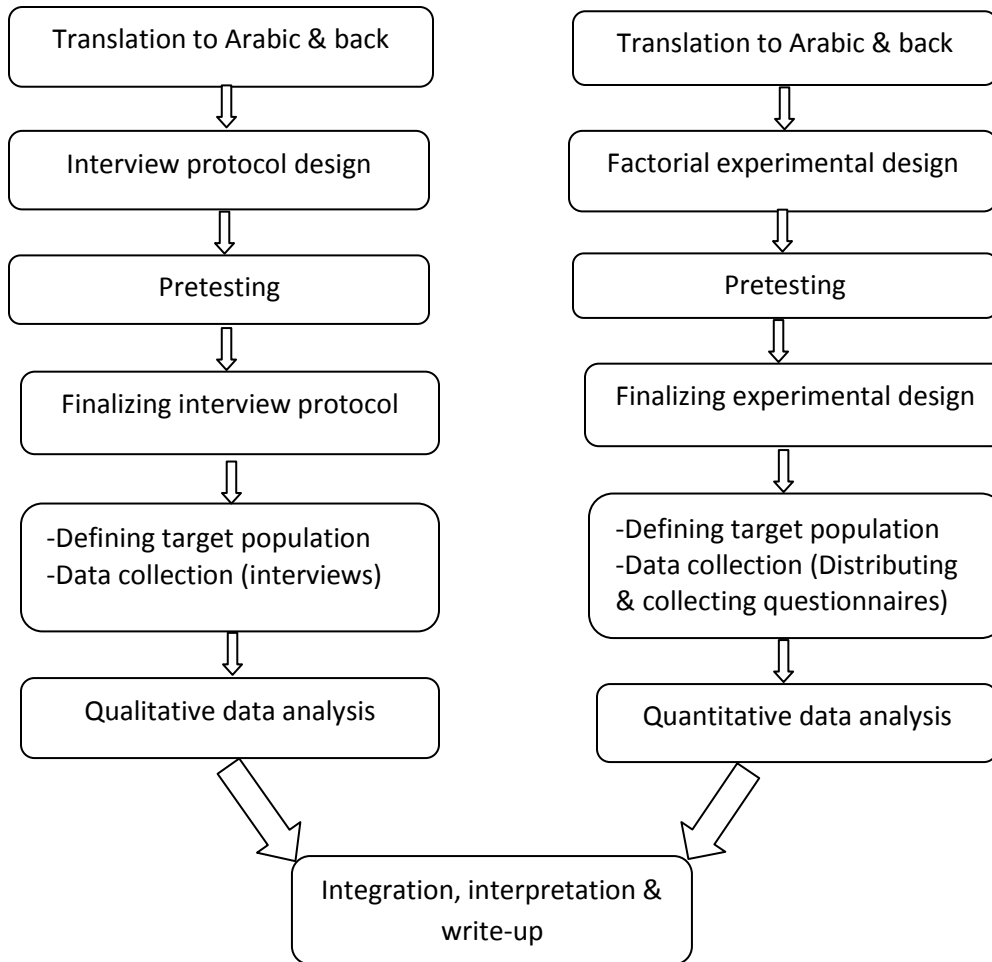 Translation to Arabic & back
Translation to Arabic & back
Interview protocol design
Factorial experimental design
Pretesting
Pretesting
Finalizing interview protocol
Finalizing experimental design
-Defining target population
-Data collection (interviews)
-Defining target population
-Data collection (Distributing
& collecting questionnaires)
Qualitative data analysis
Quantitative data analysis
Integration, interpretation &
write-up